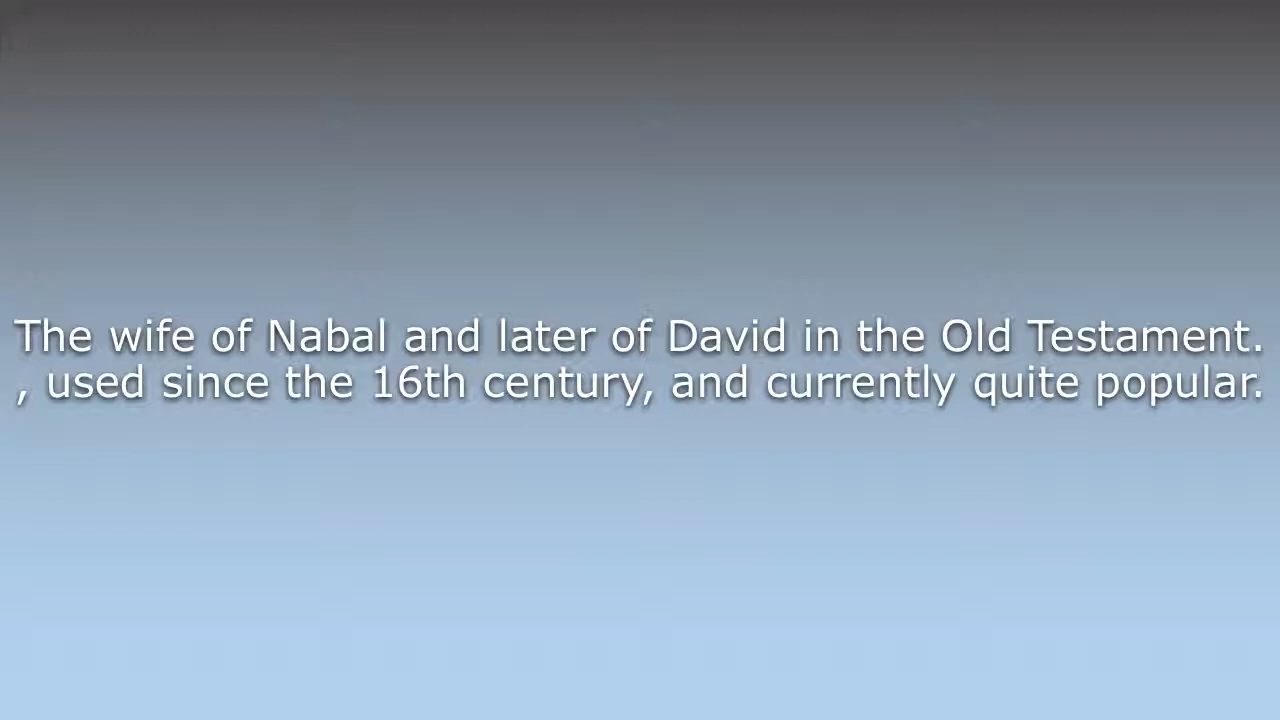 The wife of Nabal and later of David in the Old Testament.
, used since the 16th century, and currently quite popular.